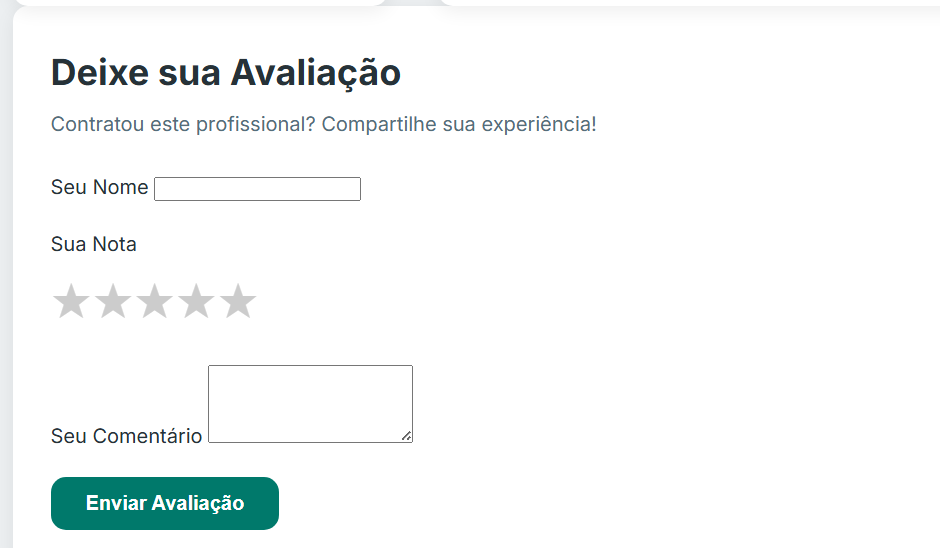 Deixe sua Avaliação
Contratou este profissional? Compartilhe sua experiência!
Seu Nome
Sua Nota
Seu Comentário
Enviar Avaliação